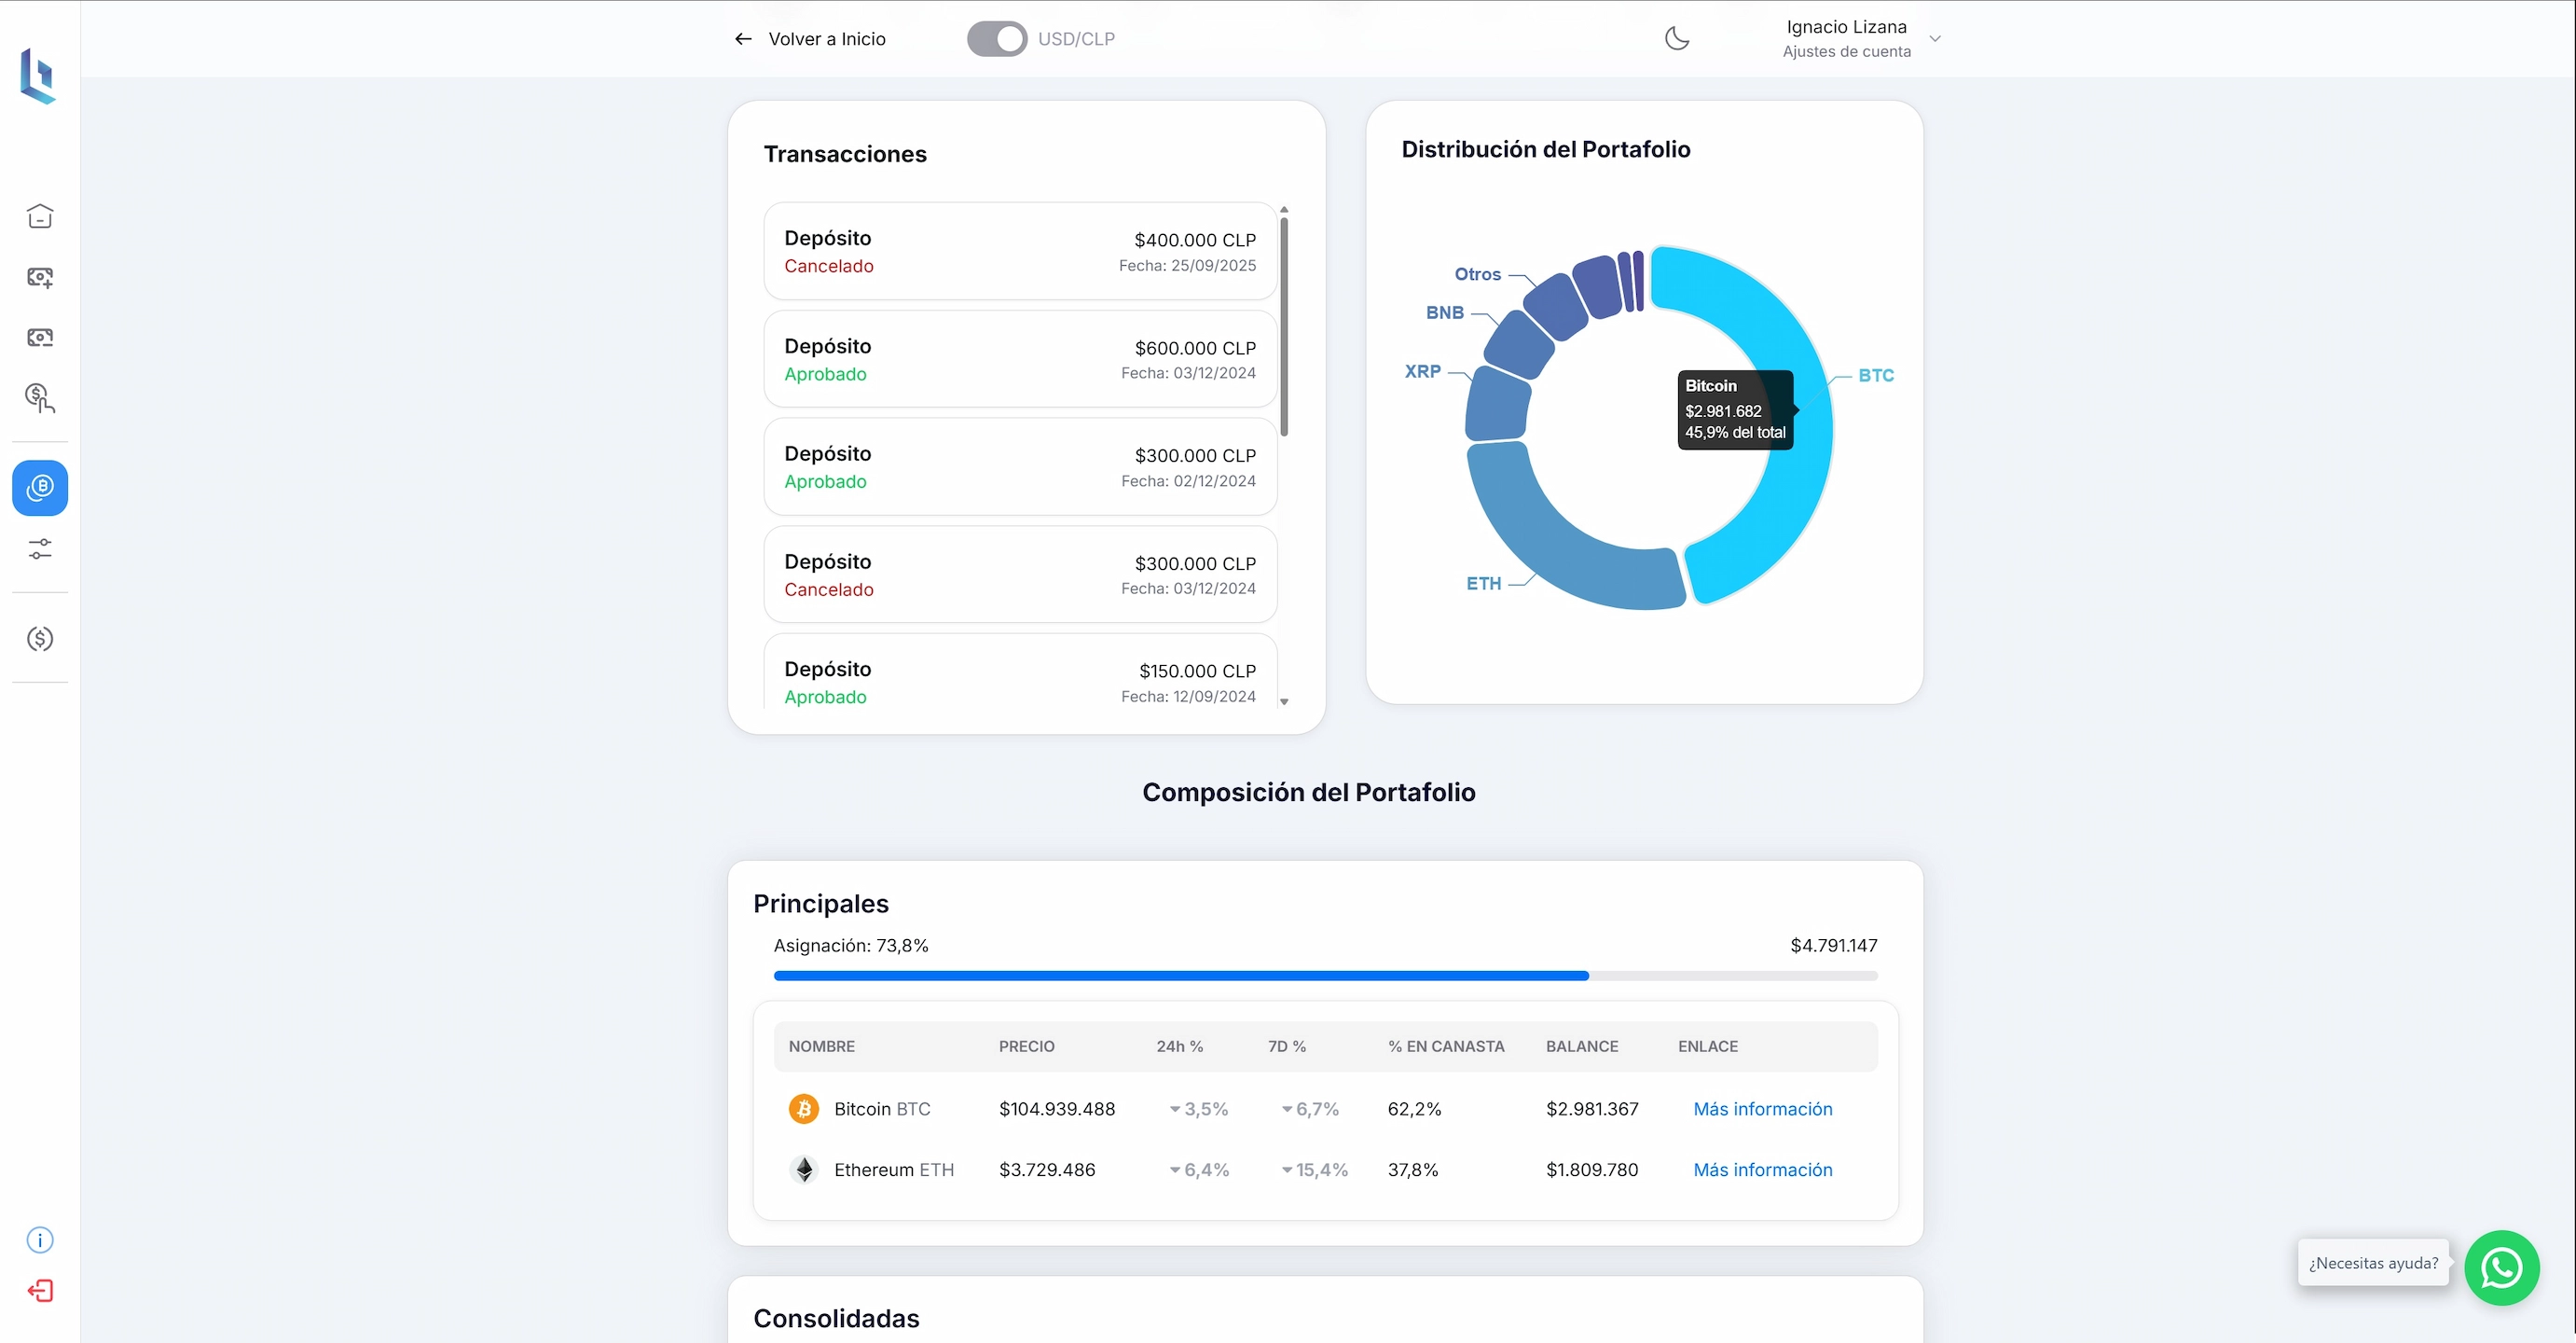 Volver a Inicio
USD/CLP
Ignacio Lizana
Ajustes de cuenta
Transacciones
Depósito $400.000 CLP
Cancelado Fecha: 25/09/2025
Depósito $600.000 CLP
Aprobado Fecha: 03/12/2024
Depósito $300.000 CLP
Aprobado Fecha: 02/12/2024
Depósito $300.000 CLP
Cancelado Fecha: 03/12/2024
Depósito $150.000 CLP
Aprobado Fecha: 12/09/2024
Distribución del Portafolio
Otros
BNB
XRP
ETH
BTC
Bitcoin
$2.981.682
45,9% del total
Composición del Portafolio
Principales
Asignación: 73,8% $4.791.147
NOMBRE PRECIO 24h % 7D % % EN CANASTA BALANCE ENLACE
Bitcoin BTC $104.939.488 3,5% 6,7% 62,2% $2.981.367 Más información
Ethereum ETH $3.729.486 6,4% 15,4% 37,8% $1.809.780 Más información
Consolidadas
¿Necesitas ayuda?